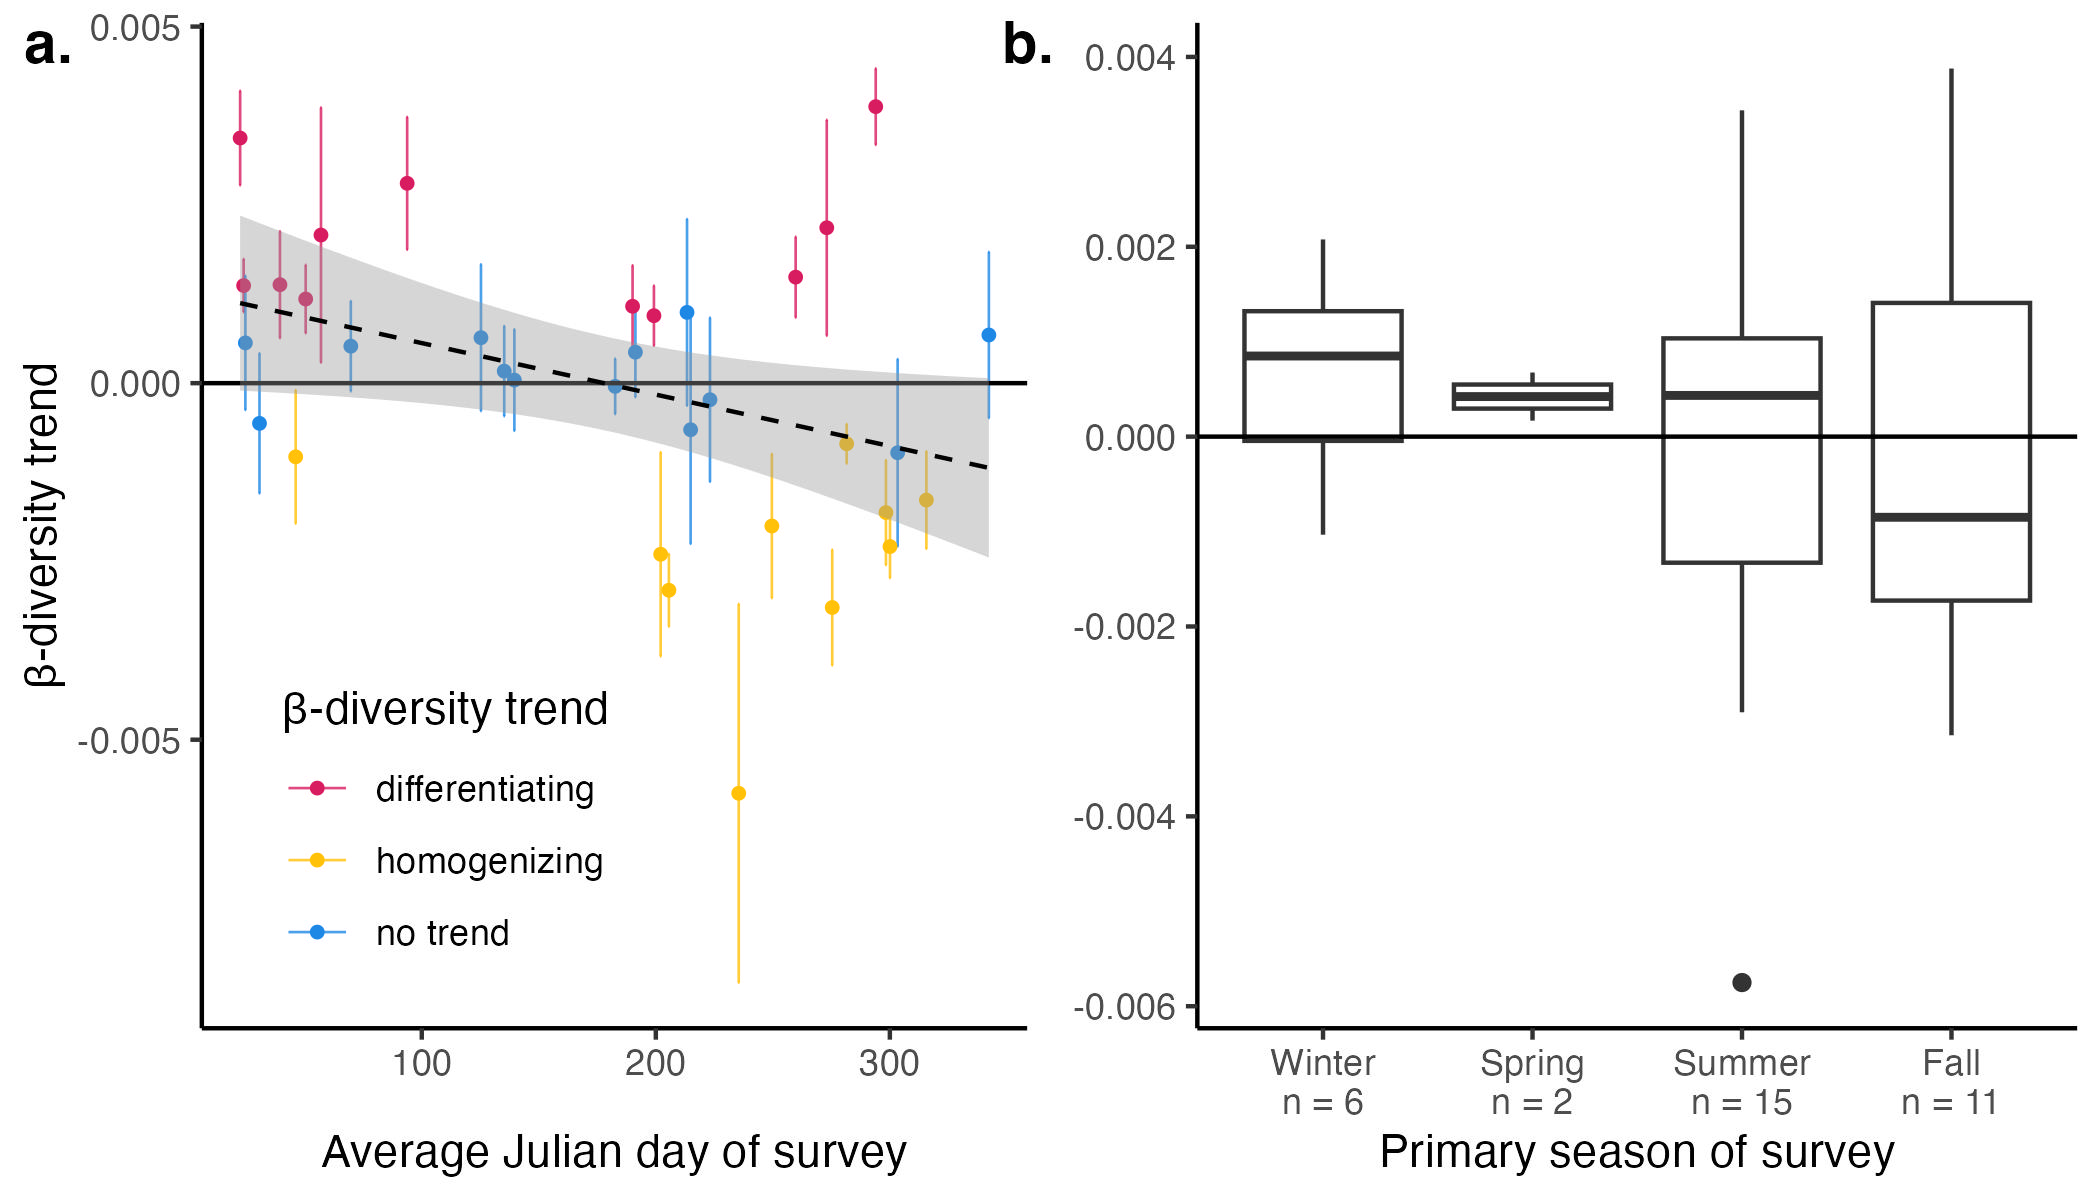 a.
0.005
0.000
-0.005
β-diversity trend
β-diversity trend
differentiating
homogenizing
no trend
100 200 300
Average Julian day of survey
b.
0.004
0.002
0.000
-0.002
-0.004
-0.006
Winter Spring Summer Fall
n = 6 n = 2 n = 15 n = 11
Primary season of survey